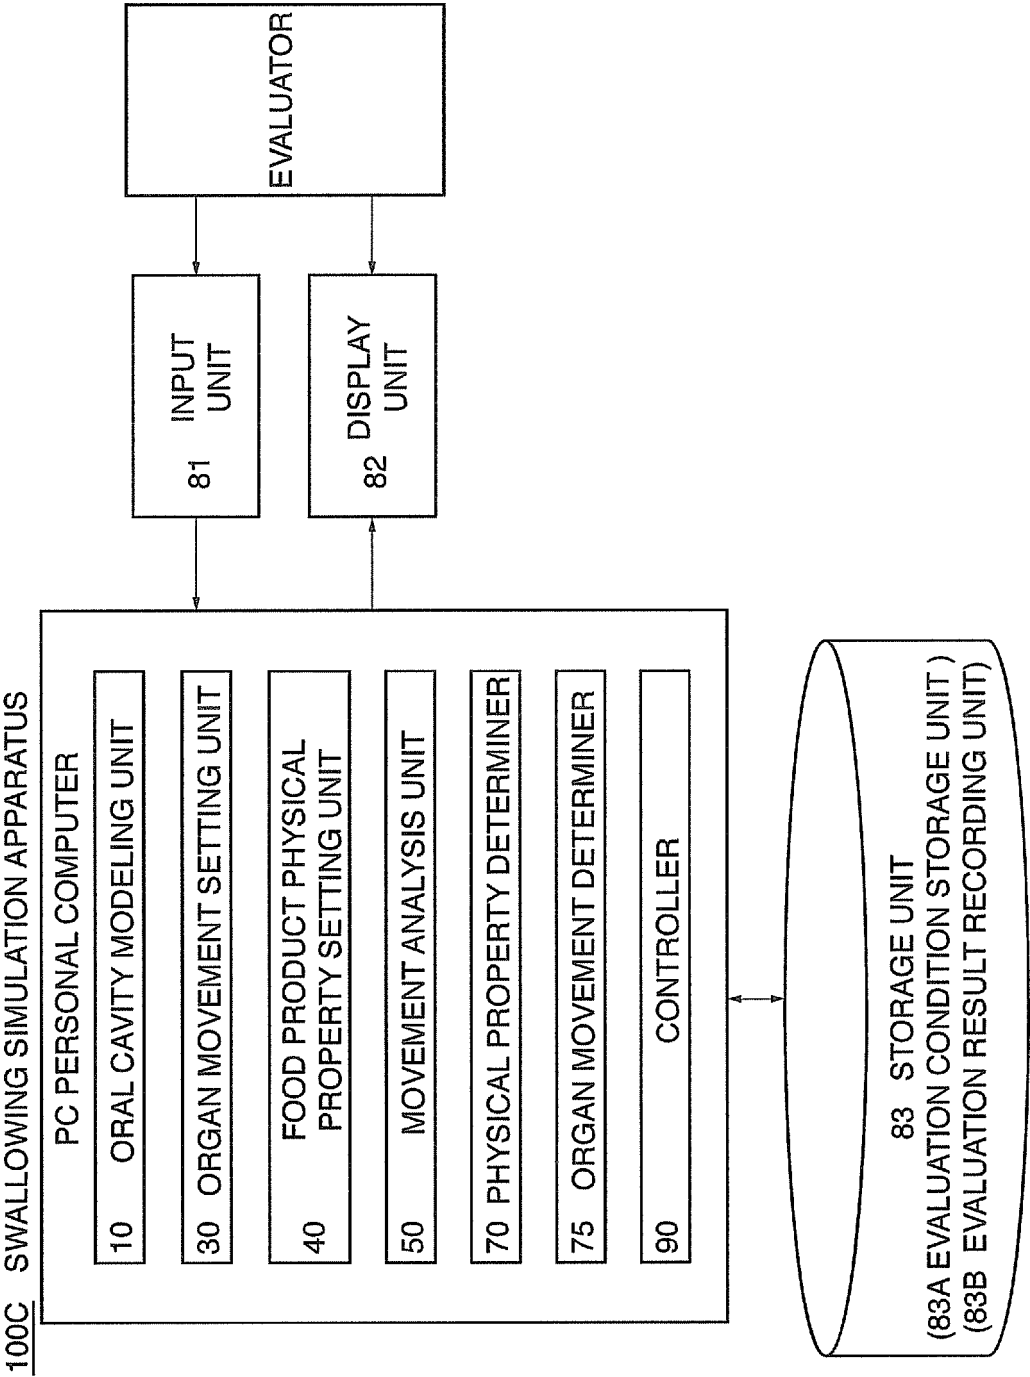 100C SWALLOWING SIMULATION APPARATUS
PC PERSONAL COMPUTER
10 ORAL CAVITY MODELING UNIT
30 ORGAN MOVEMENT SETTING UNIT
40 FOOD PRODUCT PHYSICAL
PROPERTY SETTING UNIT
50 MOVEMENT ANALYSIS UNIT
70 PHYSICAL PROPERTY DETERMINER
75 ORGAN MOVEMENT DETERMINER
90 CONTROLLER
INPUT
81 UNIT
DISPLAY
82 UNIT
EVALUATOR
83 STORAGE UNIT
(83A EVALUATION CONDITION STORAGE UNIT )
(83B EVALUATION RESULT RECORDING UNIT)